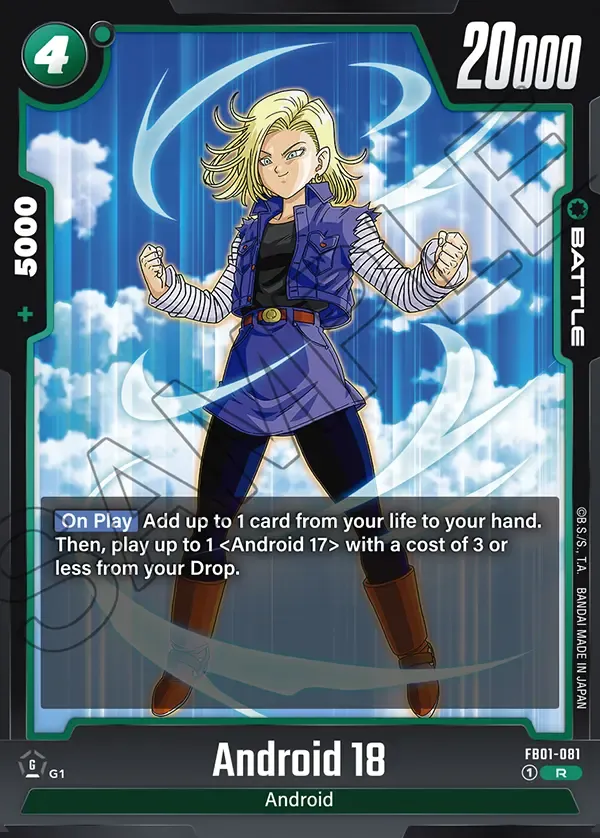 4
20000
+ 5000
BATTLE
SAMPLE
On Play Add up to 1 card from your life to your hand.
Then, play up to 1 <Android 17> with a cost of 3 or
less from your Drop.
©B.S./S., T.A. BANDAI MADE IN JAPAN
G G1
Android 18
FB01-081
1 R
Android